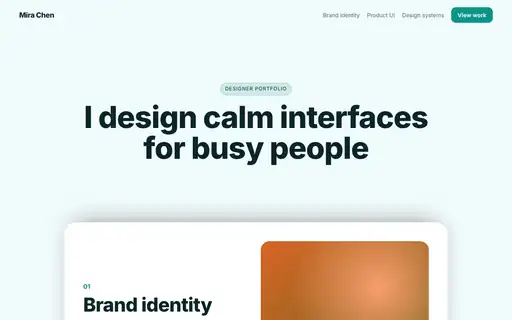 Mira Chen
Brand identity
Product UI
Design systems
View work
DESIGNER PORTFOLIO
I design calm interfaces
for busy people
01
Brand identity